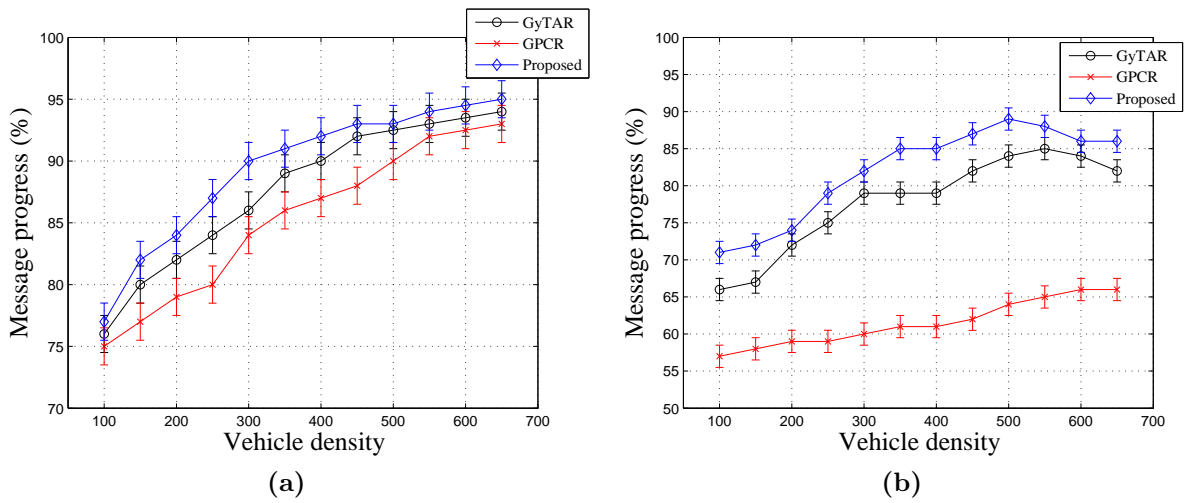 GyTAR
GPCR
Proposed
100
95
90
85
80
75
70
Message progress (%)
100 200 300 400 500 600 700
Vehicle density
(a)
GyTAR
GPCR
Proposed
100
95
90
85
80
75
70
65
60
55
50
Message progress (%)
100 200 300 400 500 600 700
Vehicle density
(b)